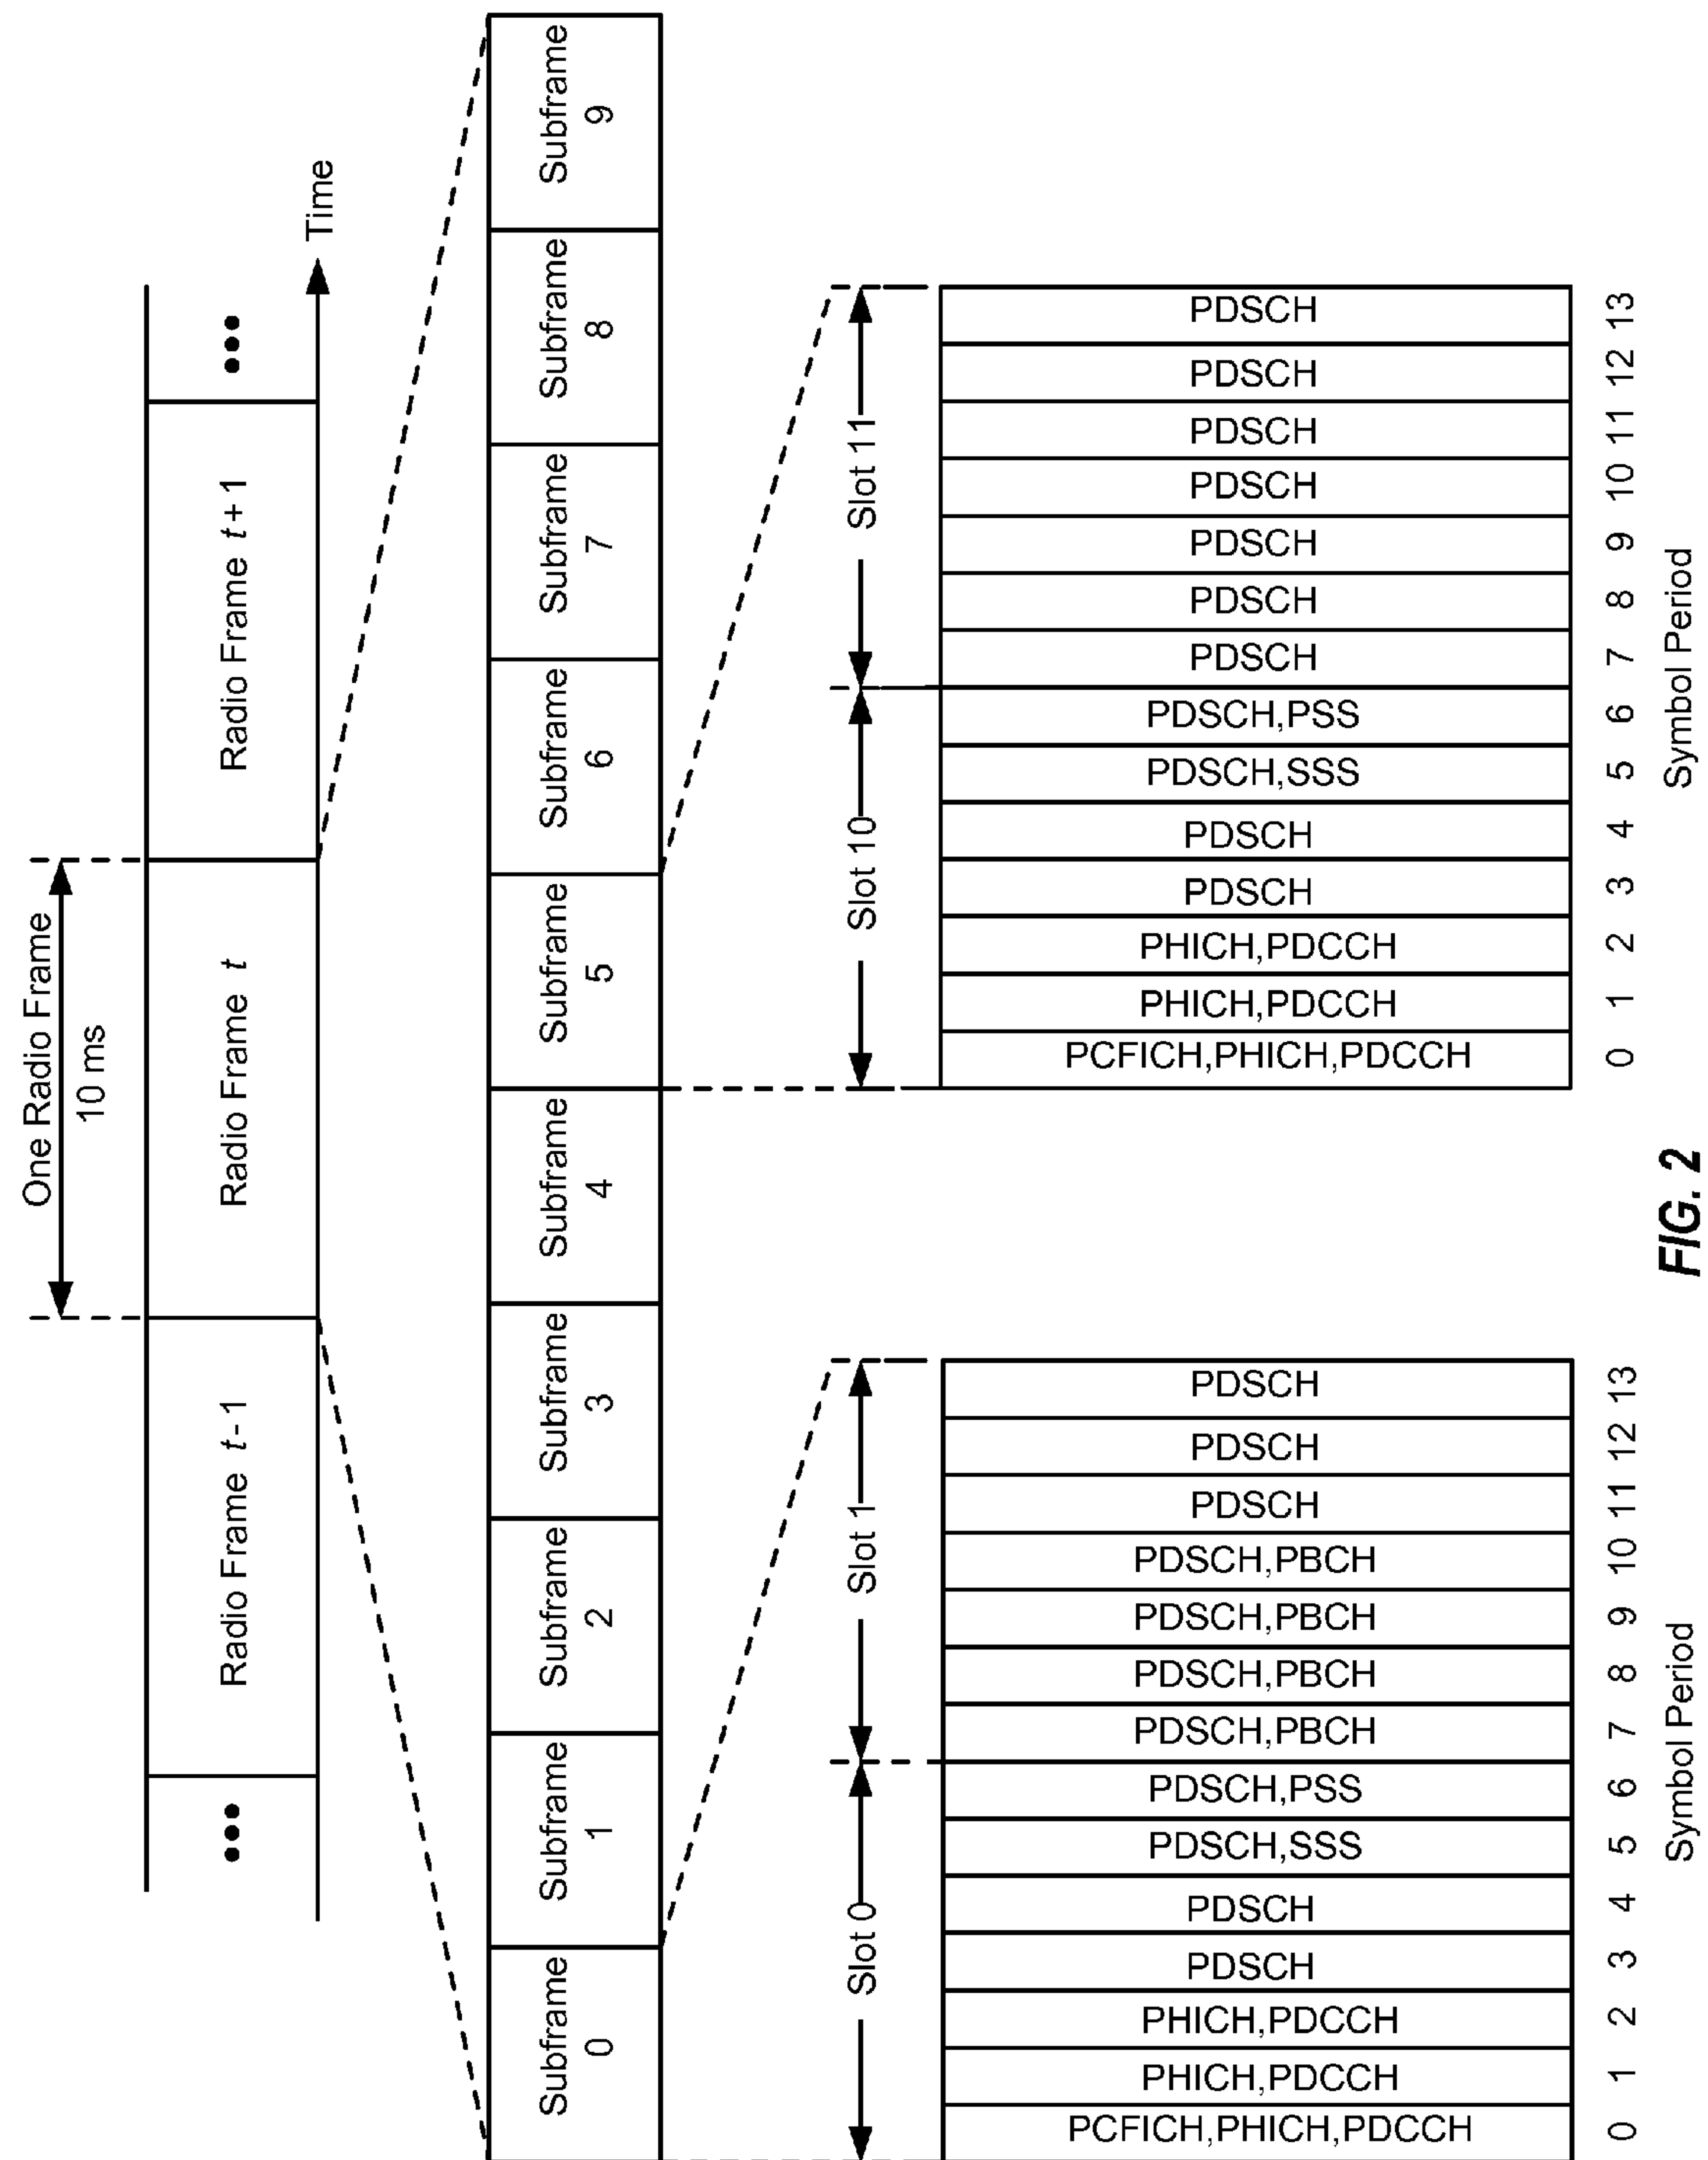 One Radio Frame
10 ms
•••
Radio Frame t - 1
Radio Frame t
Radio Frame t + 1
•••
Time
Subframe
0
Subframe
1
Subframe
2
Subframe
3
Subframe
4
Subframe
5
Subframe
6
Subframe
7
Subframe
8
Subframe
9
Slot 0
Slot 1
PCFICH,PHICH,PDCCH
PHICH,PDCCH
PHICH,PDCCH
PDSCH
PDSCH
PDSCH,SSS
PDSCH,PSS
PDSCH,PBCH
PDSCH,PBCH
PDSCH,PBCH
PDSCH,PBCH
PDSCH
PDSCH
PDSCH
0 1 2 3 4 5 6 7 8 9 10 11 12 13
Symbol Period
Slot 10
Slot 11
PCFICH,PHICH,PDCCH
PHICH,PDCCH
PHICH,PDCCH
PDSCH
PDSCH
PDSCH,SSS
PDSCH,PSS
PDSCH
PDSCH
PDSCH
PDSCH
PDSCH
PDSCH
PDSCH
0 1 2 3 4 5 6 7 8 9 10 11 12 13
Symbol Period
FIG. 2